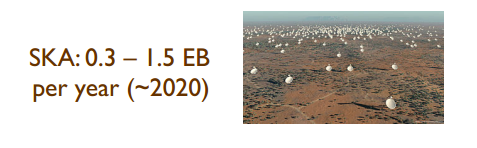 SKA: 0.3 – 1.5 EB
per year (~2020)